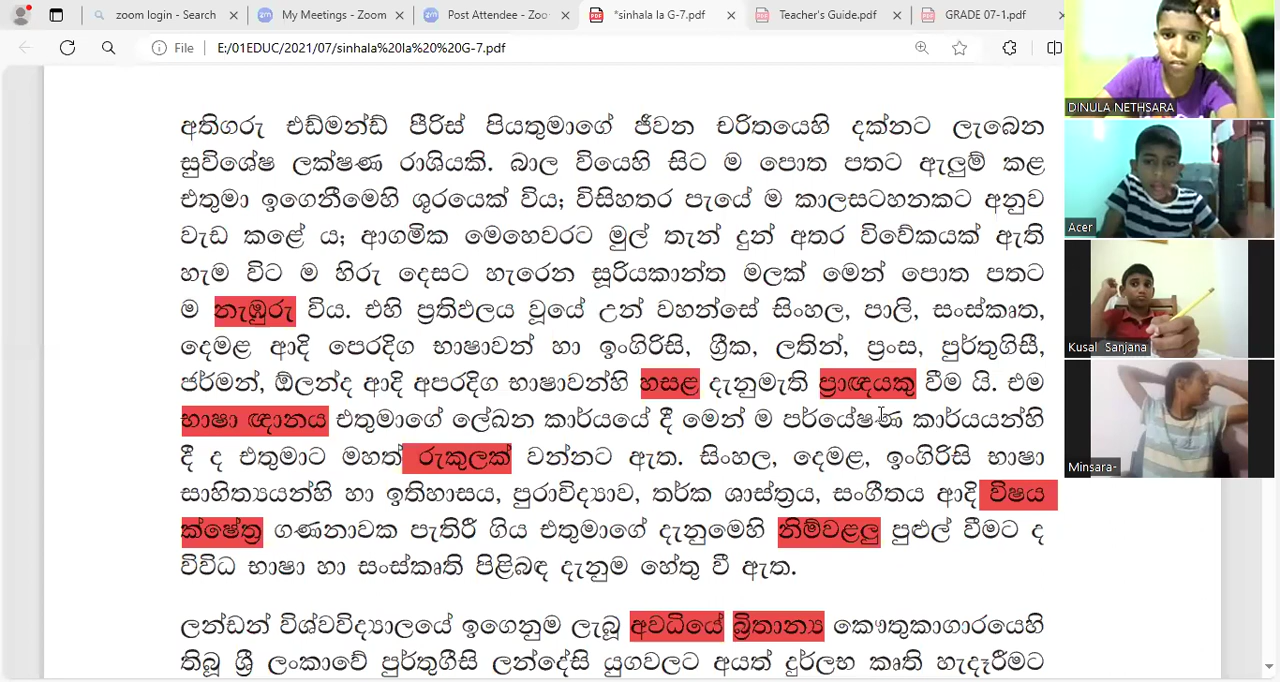 zoom login - Search
My Meetings - Zoom
Post Attendee - Zoo
*sinhala la G-7.pdf
Teacher's Guide.pdf
GRADE 07-1.pdf
File E:/01EDUC/2021/07/sinhala%20la%20%20G-7.pdf
අතිගරු එඩ්මන්ඩ් පීරිස් පියතුමාගේ ජීවන චරිතයෙහි දක්නට ලැබෙන
සුවිශේෂ ලක්ෂණ රාශියකි. බාල වියෙහි සිට ම පොත පතට ඇලුම් කළ
එතුමා ඉගෙනීමෙහි ශූරයෙක් විය; විසිහතර පැයේ ම කාලසටහනකට අනුව
වැඩ කළේ ය; ආගමික මෙහෙවරට මුල් තැන් දුන් අතර විවේකයක් ඇති
හැම විට ම හිරු දෙසට හැරෙන සූරියකාන්ත මලක් මෙන් පොත පතට
ම නැඹුරු විය. එහි ප්‍රතිඵලය වූයේ උන් වහන්සේ සිංහල, පාලි, සංස්කෘත,
දෙමළ ආදි පෙරදිග භාෂාවන් හා ඉංගිරිසි, ග්‍රීක, ලතින්, ප්‍රංස, පුර්තුගිසී,
ජර්මන්, ඕලන්ද ආදි අපරදිග භාෂාවන්හි හසළ දැනුමැති ප්‍රාඥයකු වීම යි. එම
භාෂා ඥානය එතුමාගේ ලේඛන කාර්යයේ දී මෙන් ම පර්යේෂණ කාර්යයන්හි
දී ද එතුමාට මහත් රුකුලක් වන්නට ඇත. සිංහල, දෙමළ, ඉංගිරිසි භාෂා
සාහිත්‍යයන්හි හා ඉතිහාසය, පුරාවිද්‍යාව, තර්ක ශාස්ත්‍රය, සංගීතය ආදි විෂය
ක්ෂේත්‍ර ගණනාවක පැතිරී ගිය එතුමාගේ දැනුමෙහි නිම්වළලු පුළුල් වීමට ද
විවිධ භාෂා හා සංස්කෘති පිළිබඳ දැනුම හේතු වී ඇත.
ලන්ඩන් විශ්වවිද්‍යාලයේ ඉගෙනුම ලැබූ අවධියේ බ්‍රිතාන්‍ය කෞතුකාගාරයෙහි
තිබූ ශ්‍රී ලංකාවේ පුර්තුගීසි ලන්දේසි යුගවලට අයත් දුර්ලභ කෘති හැදෑරීමට
DINULA NETHSARA
Acer
Kusal Sanjana
Minsara-